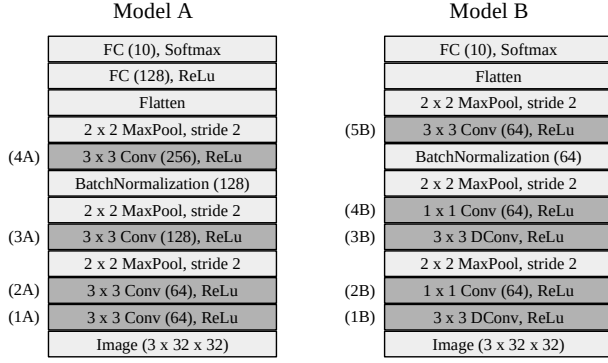 Model A
FC (10), Softmax
FC (128), ReLu
Flatten
2 x 2 MaxPool, stride 2
(4A) 3 x 3 Conv (256), ReLu
BatchNormalization (128)
2 x 2 MaxPool, stride 2
(3A) 3 x 3 Conv (128), ReLu
2 x 2 MaxPool, stride 2
(2A) 3 x 3 Conv (64), ReLu
(1A) 3 x 3 Conv (64), ReLu
Image (3 x 32 x 32)
Model B
FC (10), Softmax
Flatten
2 x 2 MaxPool, stride 2
(5B) 3 x 3 Conv (64), ReLu
BatchNormalization (64)
2 x 2 MaxPool, stride 2
(4B) 1 x 1 Conv (64), ReLu
(3B) 3 x 3 DConv, ReLu
2 x 2 MaxPool, stride 2
(2B) 1 x 1 Conv (64), ReLu
(1B) 3 x 3 DConv, ReLu
Image (3 x 32 x 32)